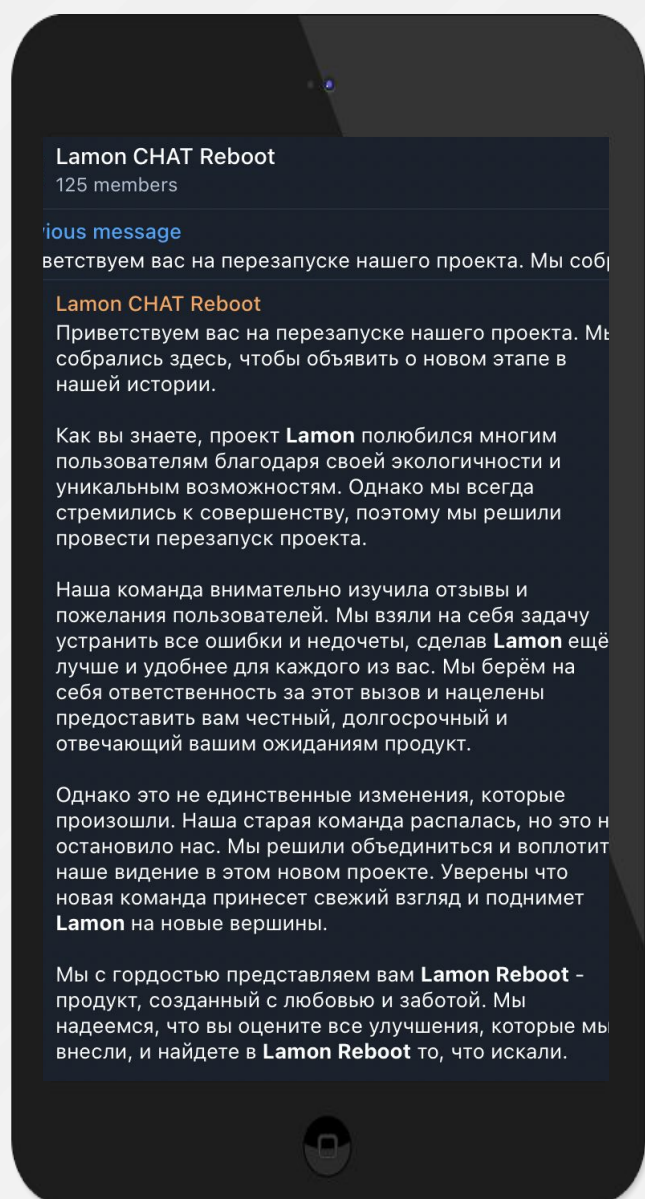 Lamon CHAT Reboot
125 members
ious message
ветствуем вас на перезапуске нашего проекта. Мы соб
Lamon CHAT Reboot
Приветствуем вас на перезапуске нашего проекта. Мы
собрались здесь, чтобы объявить о новом этапе в
нашей истории.
Как вы знаете, проект Lamon полюбился многим
пользователям благодаря своей экологичности и
уникальным возможностям. Однако мы всегда
стремились к совершенству, поэтому мы решили
провести перезапуск проекта.
Наша команда внимательно изучила отзывы и
пожелания пользователей. Мы взяли на себя задачу
устранить все ошибки и недочеты, сделав Lamon ещё
лучше и удобнее для каждого из вас. Мы берём на
себя ответственность за этот вызов и нацелены
предоставить вам честный, долгосрочный и
отвечающий вашим ожиданиям продукт.
Однако это не единственные изменения, которые
произошли. Наша старая команда распалась, но это н
остановило нас. Мы решили объединиться и воплотит
наше видение в этом новом проекте. Уверены что
новая команда принесет свежий взгляд и поднимет
Lamon на новые вершины.
Мы с гордостью представляем вам Lamon Reboot -
продукт, созданный с любовью и заботой. Мы
надеемся, что вы оцените все улучшения, которые мы
внесли, и найдете в Lamon Reboot то, что искали.